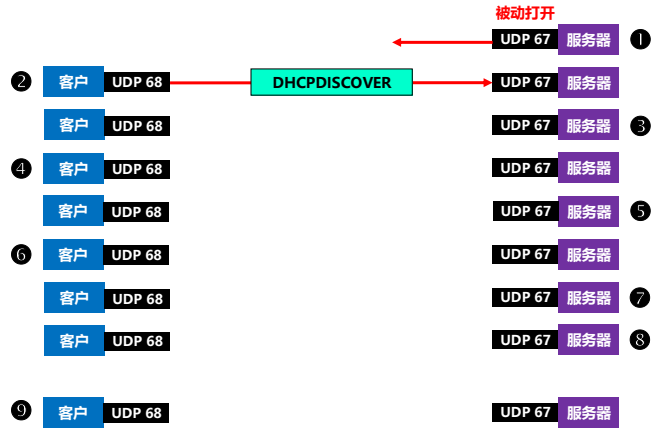 被动打开
UDP 67 服务器 ❶
❷ 客户 UDP 68 DHCPDISCOVER UDP 67 服务器
客户 UDP 68 UDP 67 服务器 ❸
❹ 客户 UDP 68 UDP 67 服务器
客户 UDP 68 UDP 67 服务器 ❺
❻ 客户 UDP 68 UDP 67 服务器
客户 UDP 68 UDP 67 服务器 ❼
客户 UDP 68 UDP 67 服务器 ❽
❾ 客户 UDP 68 UDP 67 服务器